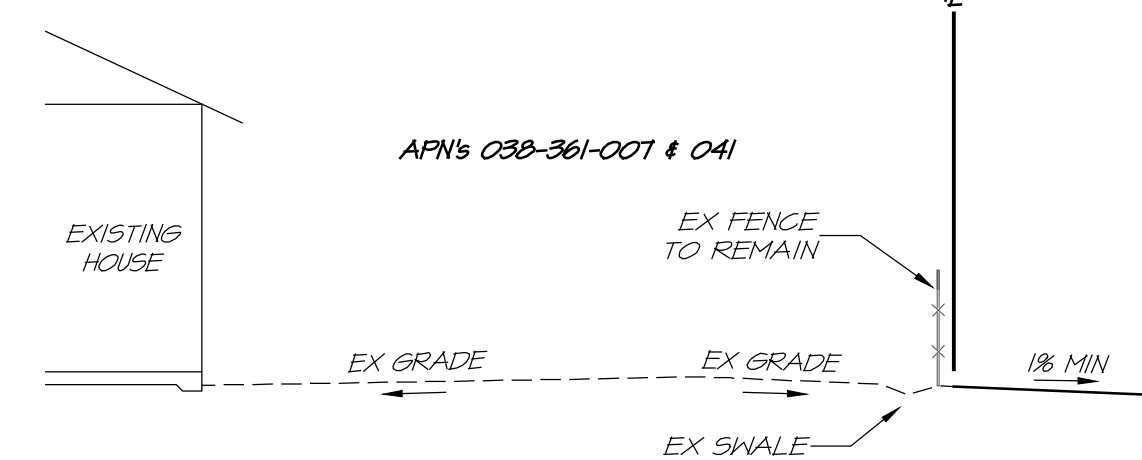 APN's 038-361-007 & 041
EXISTING
HOUSE
EX FENCE
TO REMAIN
EX GRADE
EX GRADE
1% MIN
EX SWALE